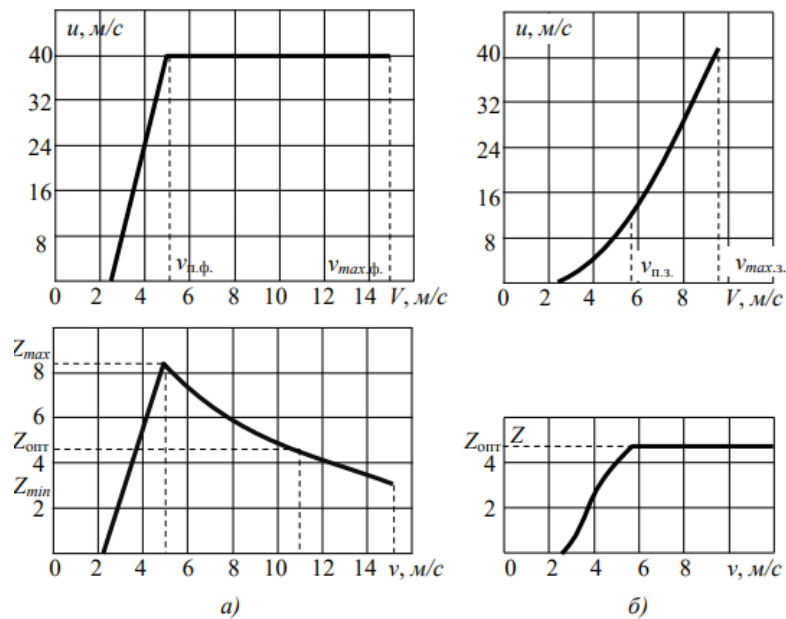 u, м/с
40
32
24
16
8
vп.ф.
vmax.ф.
0 2 4 6 8 10 12 14 V, м/с
u, м/с
40
32
24
16
8
vп.з.
vmax.з.
0 2 4 6 8 V, м/с
Zmax
8
6
Zопт
4
Zmin
2
0 2 4 6 8 10 12 14 v, м/с
а)
Zопт Z
4
2
0 2 4 6 8 v, м/с
б)